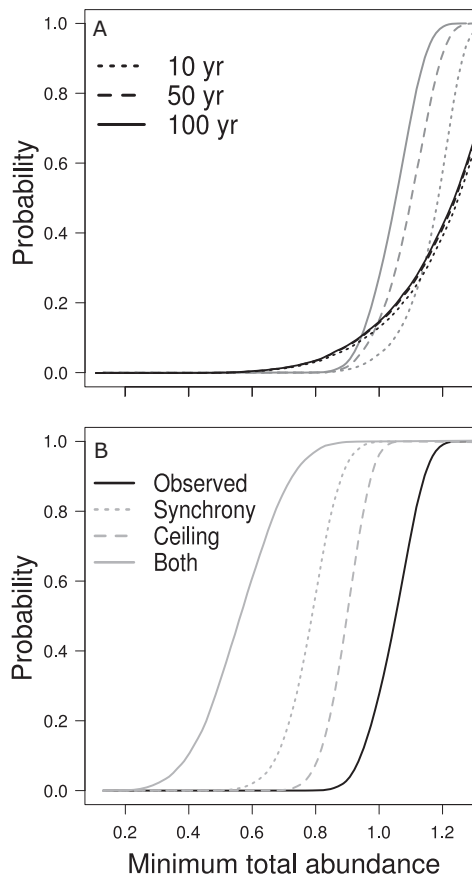 A
10 yr
50 yr
100 yr
Probability
1.0
0.8
0.6
0.4
0.2
0.0
B
Observed
Synchrony
Ceiling
Both
Probability
1.0
0.8
0.6
0.4
0.2
0.0
0.2 0.4 0.6 0.8 1.0 1.2
Minimum total abundance